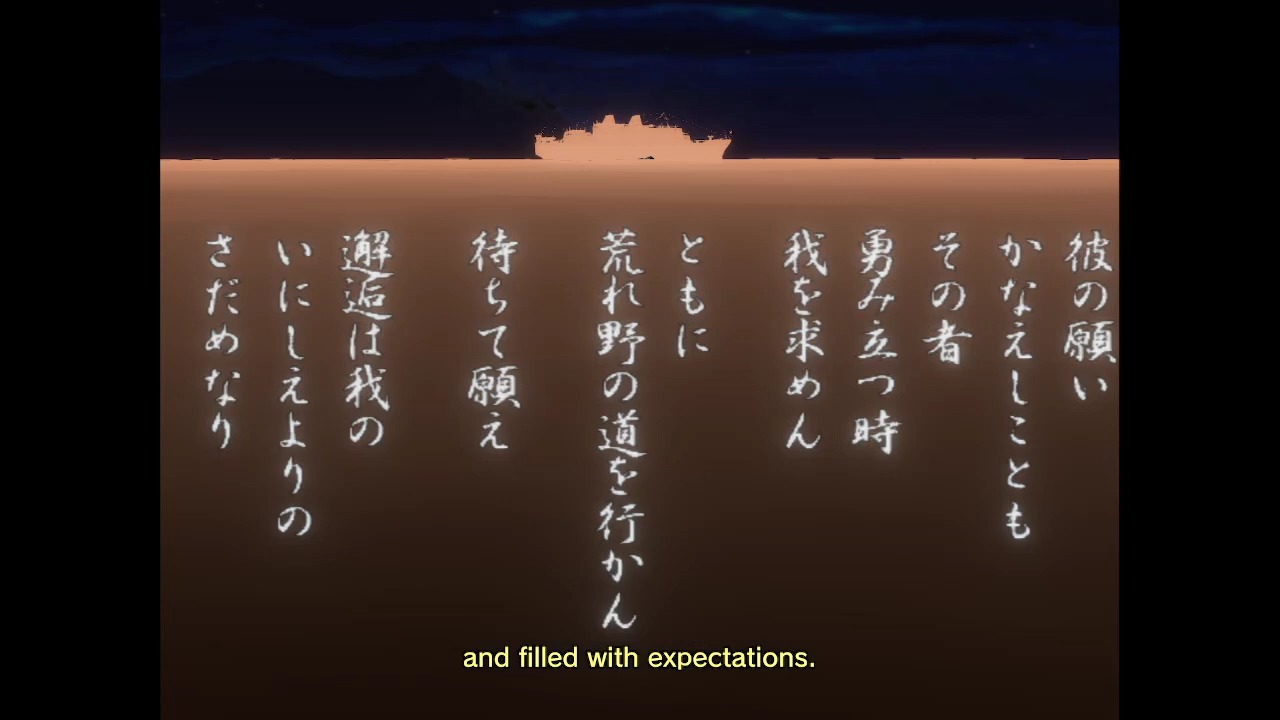 彼の願い
かなえしことも
その者
勇み立つ時
我を求めん
ともに
荒れ野の道を行かん
待ちて願え
邂逅は我の
いにしえよりの
さだめなり
and filled with expectations.